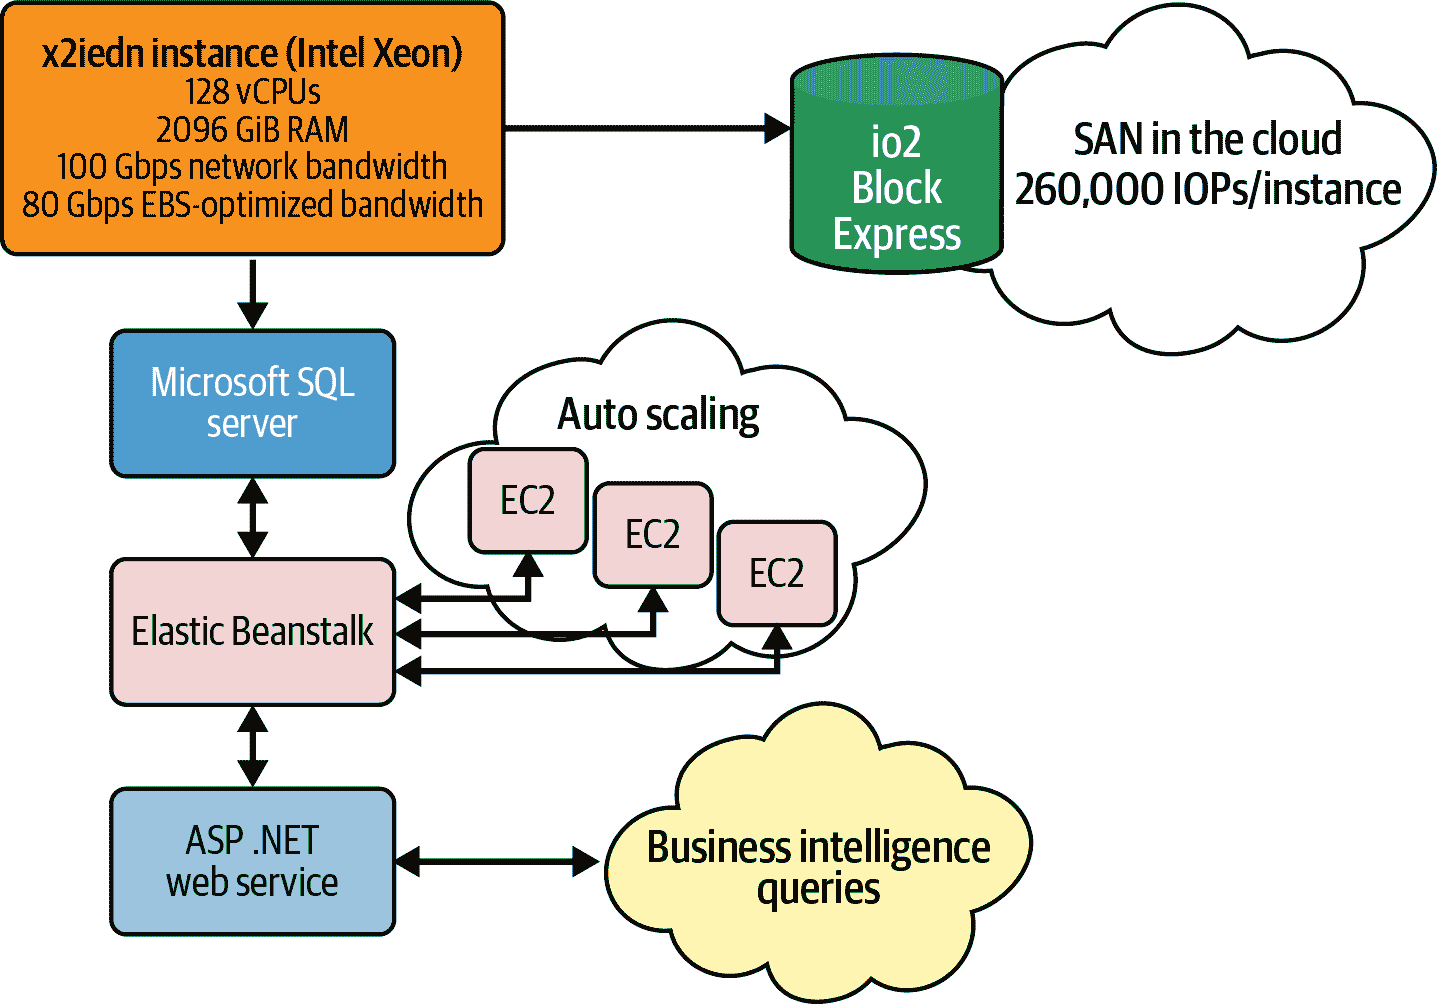 x2iedn instance (Intel Xeon)
128 vCPUs
2096 GiB RAM
100 Gbps network bandwidth
80 Gbps EBS-optimized bandwidth
io2
Block
Express
SAN in the cloud
260,000 IOPs/instance
Microsoft SQL
server
Auto scaling
EC2
EC2
EC2
Elastic Beanstalk
ASP .NET
web service
Business intelligence
queries